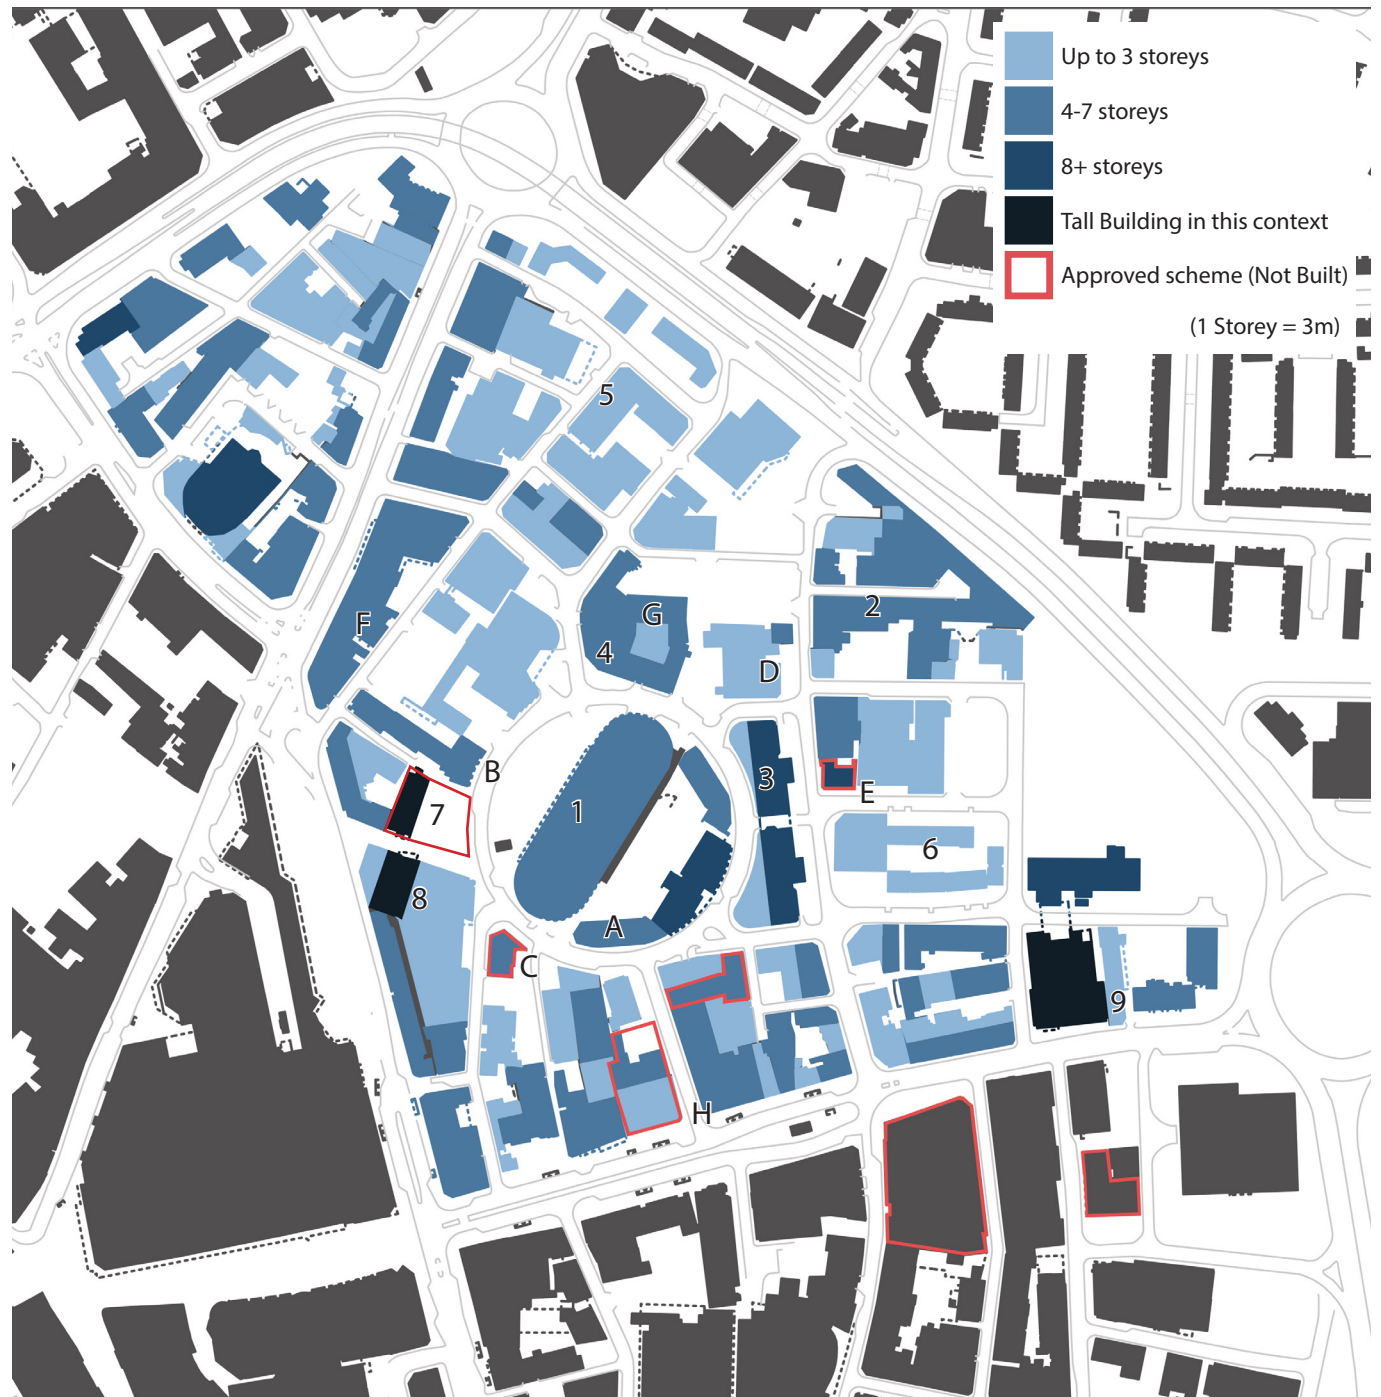 Up to 3 storeys
4-7 storeys
8+ storeys
Tall Building in this context
Approved scheme (Not Built)
(1 Storey = 3m)
5
2
F
G
4
D
B
3
1
7
E
6
8
A
C
9
H